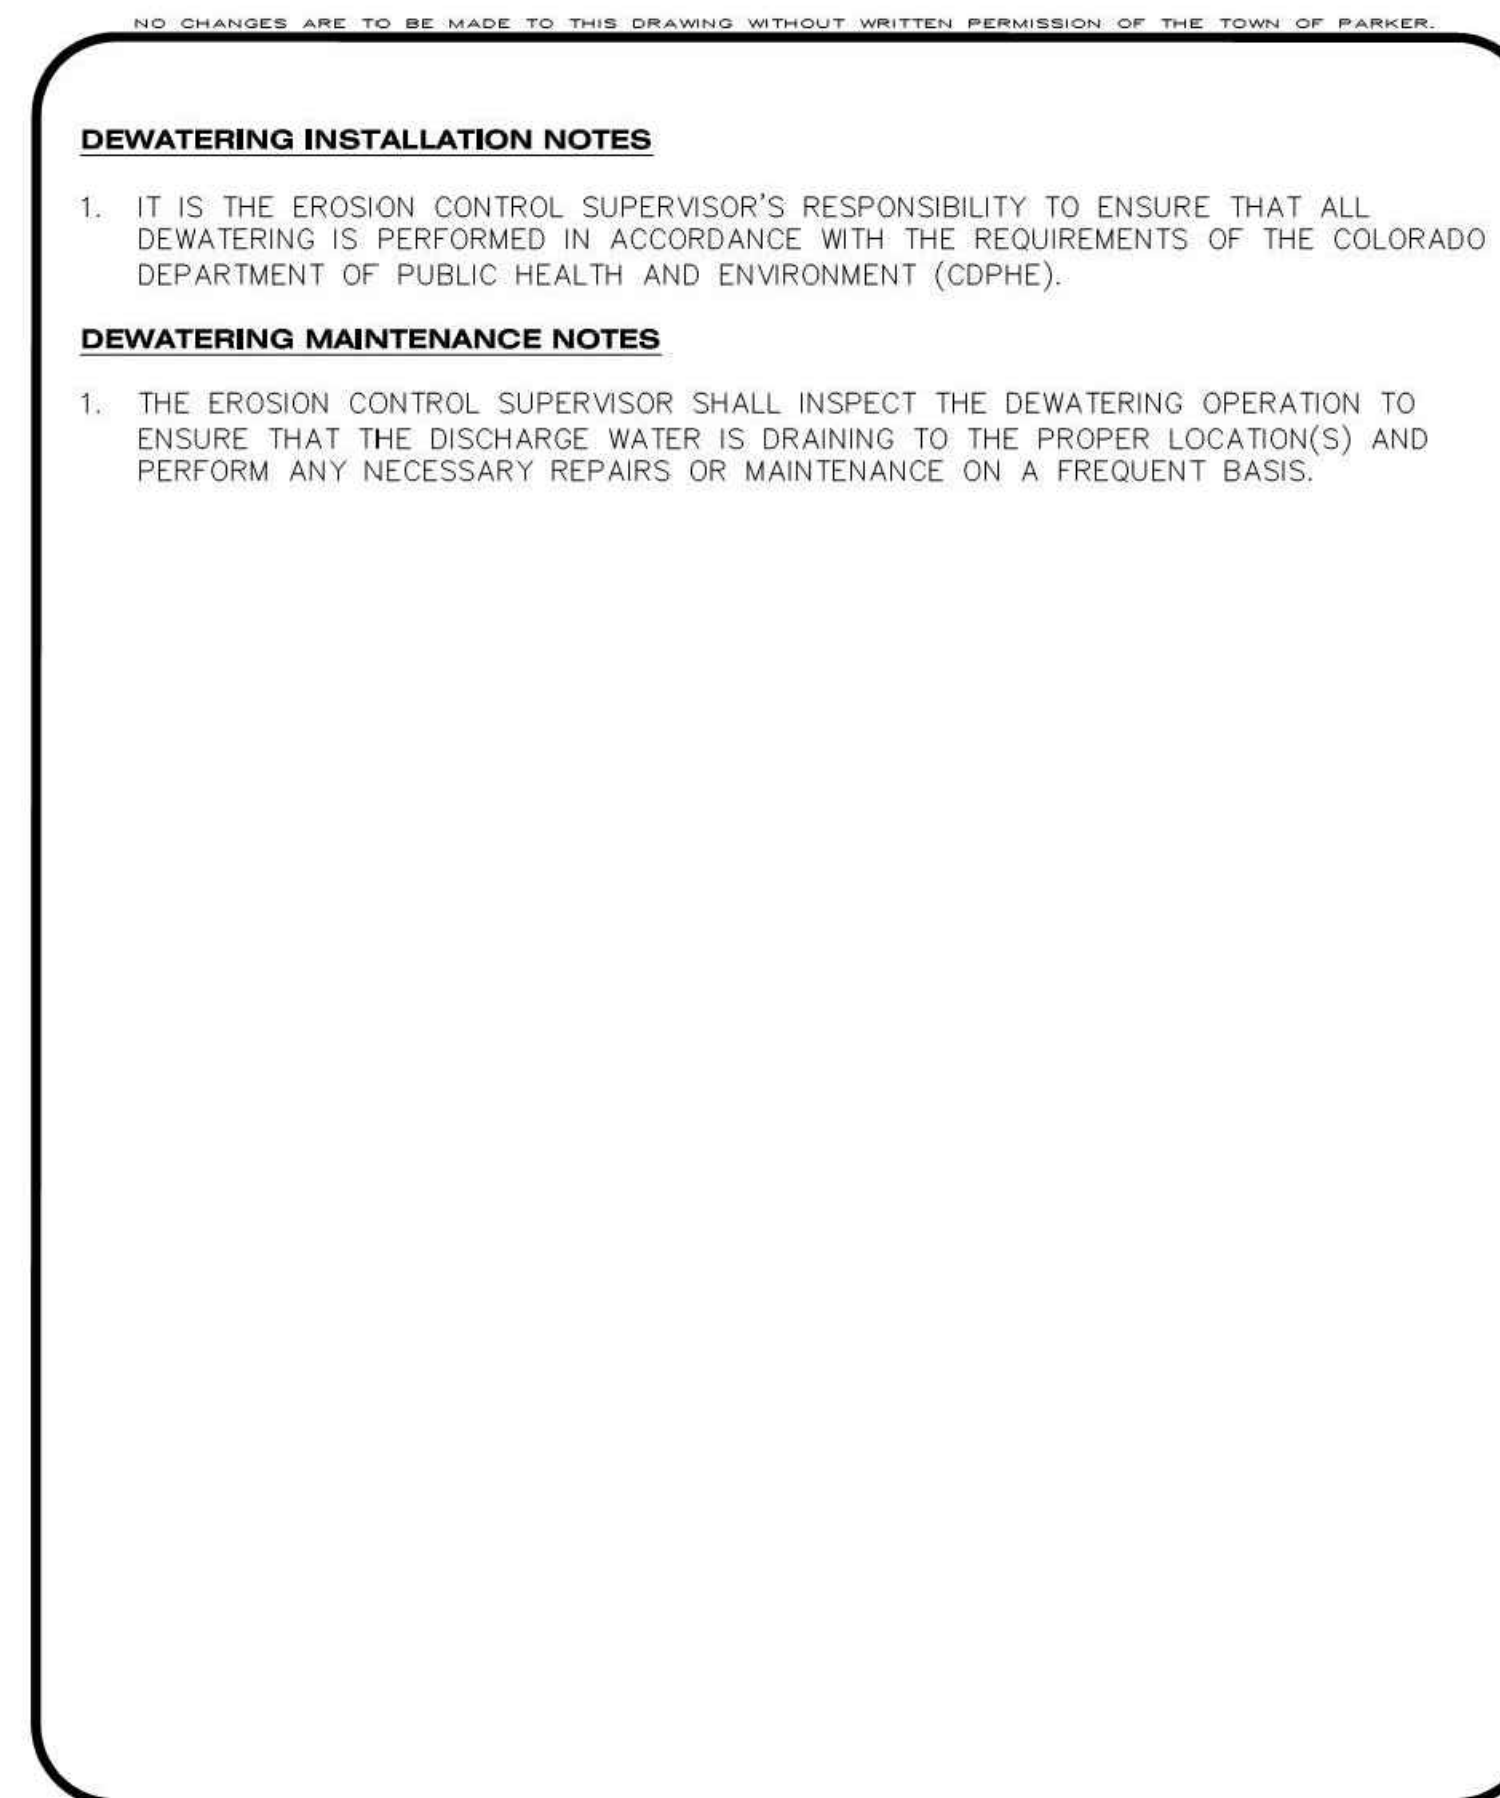 NO CHANGES ARE TO BE MADE TO THIS DRAWING WITHOUT WRITTEN PERMISSION OF THE TOWN OF PARKER.
DEWATERING INSTALLATION NOTES
1. IT IS THE EROSION CONTROL SUPERVISOR'S RESPONSIBILITY TO ENSURE THAT ALL
DEWATERING IS PERFORMED IN ACCORDANCE WITH THE REQUIREMENTS OF THE COLORADO
DEPARTMENT OF PUBLIC HEALTH AND ENVIRONMENT (CDPHE).
DEWATERING MAINTENANCE NOTES
1. THE EROSION CONTROL SUPERVISOR SHALL INSPECT THE DEWATERING OPERATION TO
ENSURE THAT THE DISCHARGE WATER IS DRAINING TO THE PROPER LOCATION(S) AND
PERFORM ANY NECESSARY REPAIRS OR MAINTENANCE ON A FREQUENT BASIS.